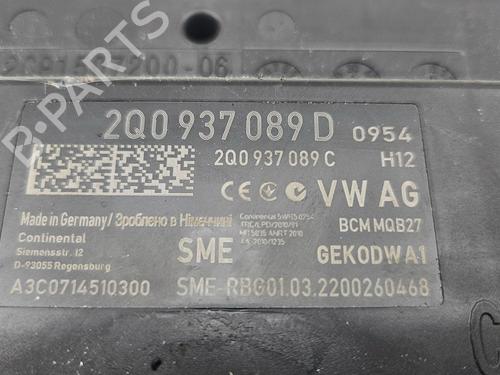 B-PARTS
2Q0 937 089 D 0954
2Q0 937 089 C H12
VW AG
Made in Germany/Зроблено в Німеччині
Continental
Siemensstr. 12
D-93055 Regensburg
SME
BCM MQB27
GEKODWA1
A3C0714510300 SME-RBG01.03.2200260468